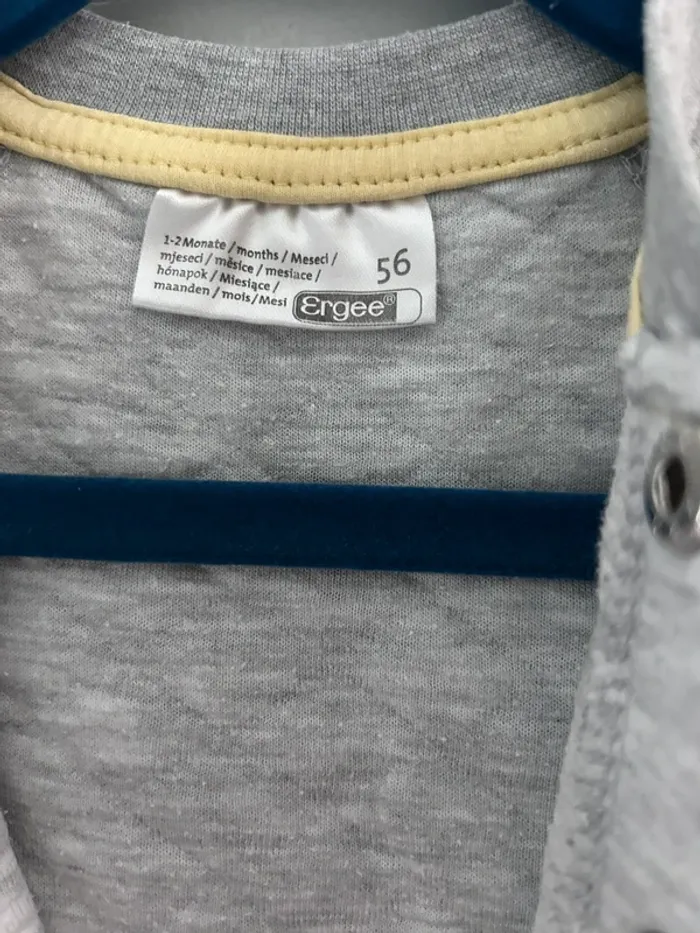 1-2 Monate / months / Meseci /
mjeseci / měsíce / mesiace /
hónapok / Miesiące /
maanden / mois / Mesi
56
Ergee®